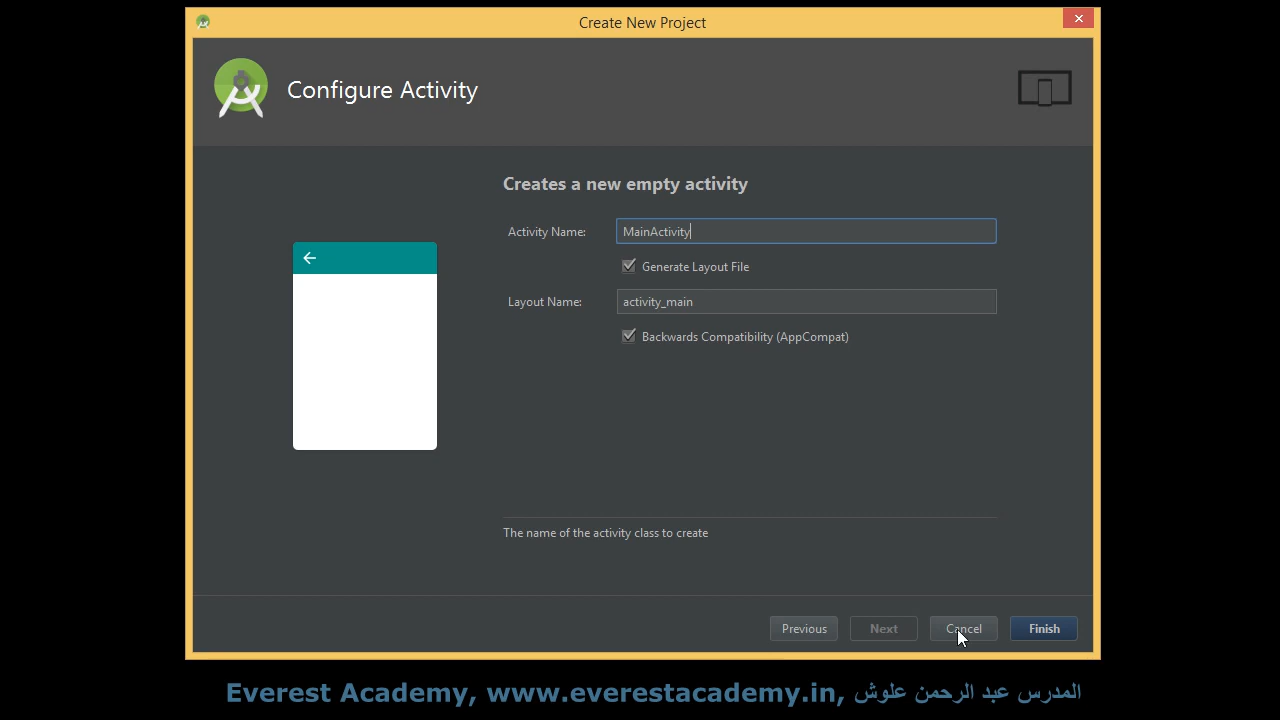 Create New Project
Configure Activity
Creates a new empty activity
Activity Name: MainActivity
Generate Layout File
Layout Name: activity_main
Backwards Compatibility (AppCompat)
The name of the activity class to create
Previous Next Cancel Finish
Everest Academy, www.everestacademy.in, المدرس عبد الرحمن علوش